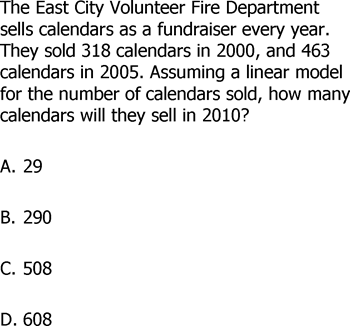 The East City Volunteer Fire Department
sells calendars as a fundraiser every year.
They sold 318 calendars in 2000, and 463
calendars in 2005. Assuming a linear model
for the number of calendars sold, how many
calendars will they sell in 2010?
A. 29
B. 290
C. 508
D. 608